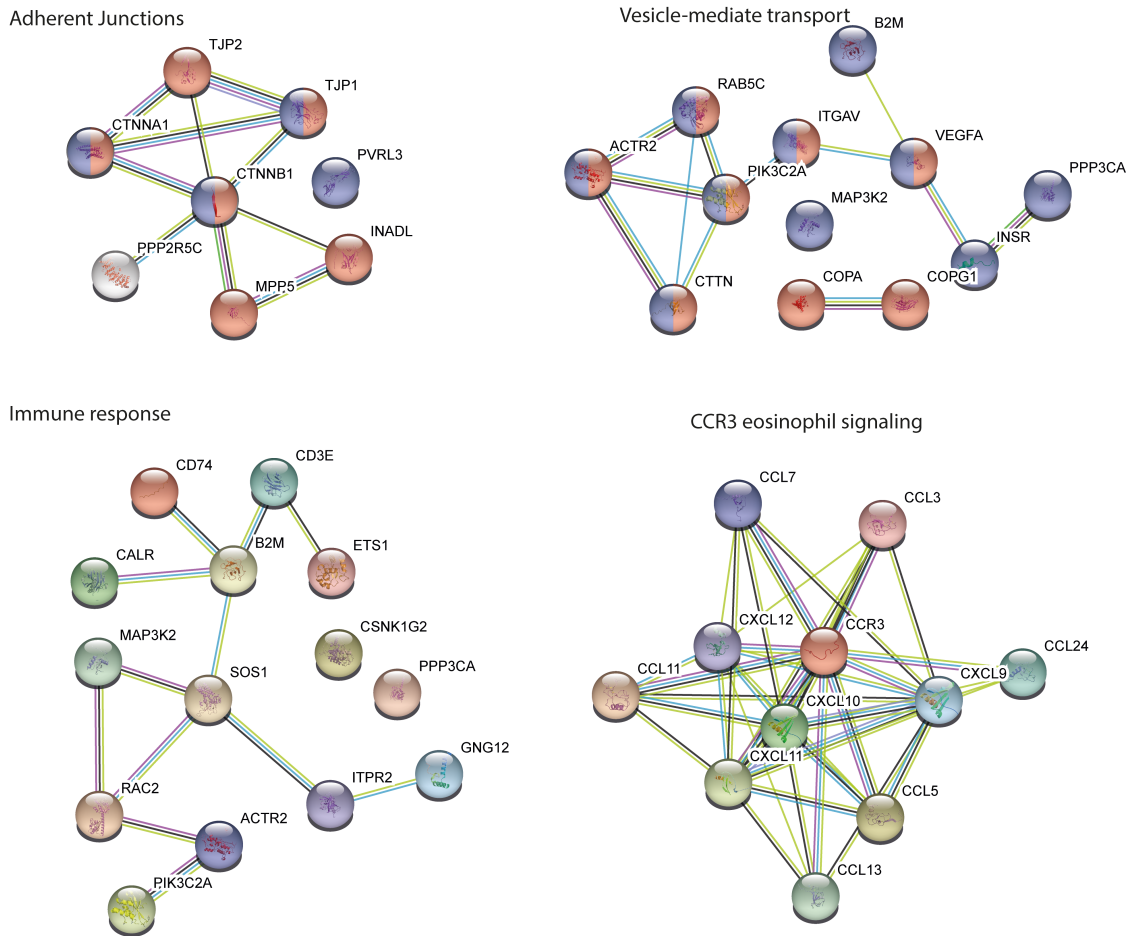 Adherent Junctions
TJP2
TJP1
CTNNA1
PVRL3
CTNNB1
INADL
PPP2R5C
MPP5
Vesicle-mediate transport
B2M
RAB5C
ITGAV
VEGFA
ACTR2
PIK3C2A
PPP3CA
MAP3K2
INSR
CTTN
COPA
COPG1
Immune response
CD74
CD3E
B2M
ETS1
CALR
CSNK1G2
MAP3K2
PPP3CA
SOS1
GNG12
ITPR2
RAC2
ACTR2
PIK3C2A
CCR3 eosinophil signaling
CCL7
CCL3
CXCL12
CCR3
CCL24
CCL11
CXCL9
CXCL10
CXCL11
CCL5
CCL13